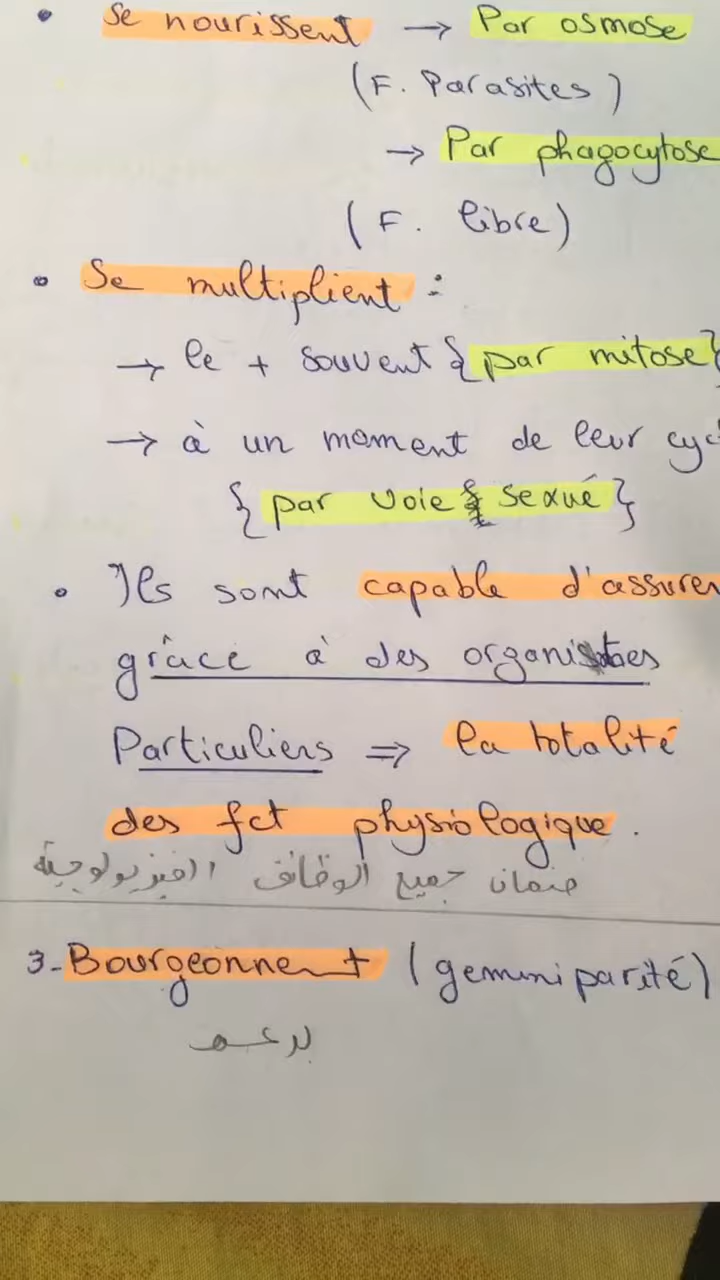 • Se nourissent → Par osmose
(F. Parasites)
→ Par phagocytose
(F. libre)
• Se multiplient :
→ le + souvent {par mitose}
→ à un moment de leur cyc
{par voie sexué}
• Ils sont capable d'assurer
grâce à des organites
Particuliers ⇒ la totalité
des fct physiologique.
ضمان جميع الوظائف الفيزيولوجية
3- Bourgeonnent (gemmiparité)
برعم